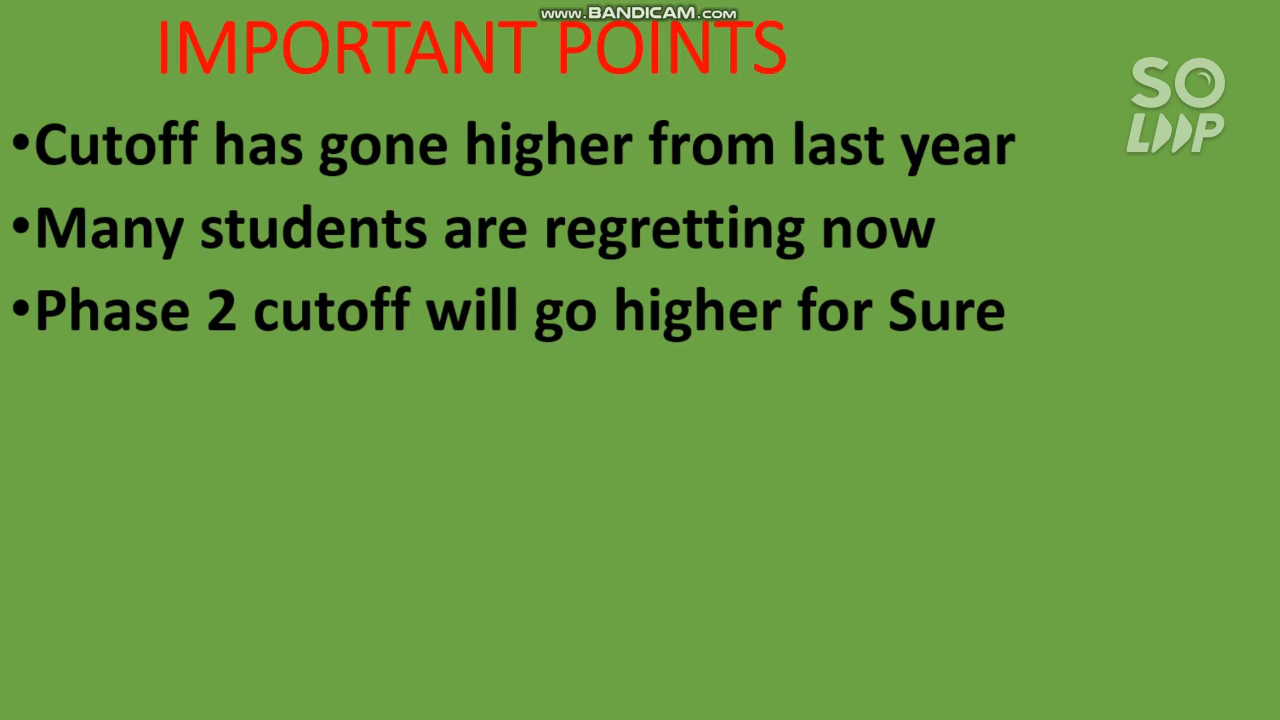 www.BANDICAM.com
IMPORTANT POINTS
SO
LOOP
•Cutoff has gone higher from last year
•Many students are regretting now
•Phase 2 cutoff will go higher for Sure